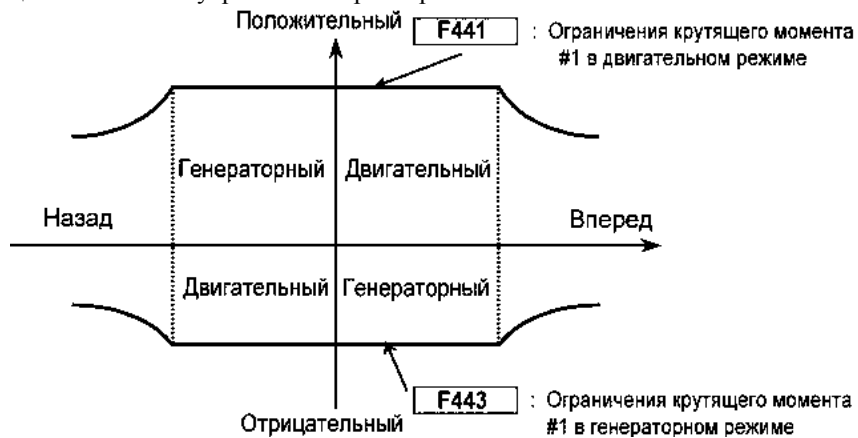 Положительный
F441 : Ограничения крутящего момента
#1 в двигательном режиме
Генераторный Двигательный
Назад Вперед
Двигательный Генераторный
F443 : Ограничения крутящего момента
Отрицательный #1 в генераторном режиме